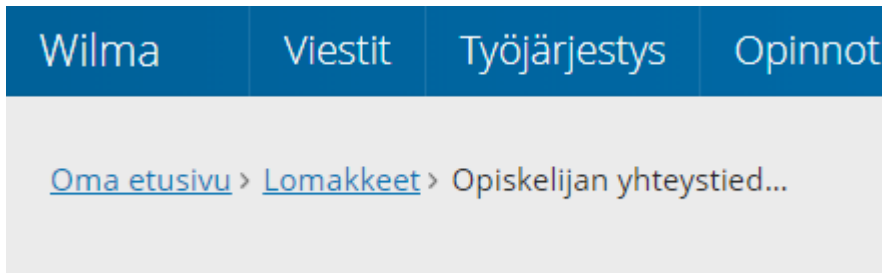 Wilma Viestit Työjärjestys Opinnot
Oma etusivu > Lomakkeet > Opiskelijan yhteystied...